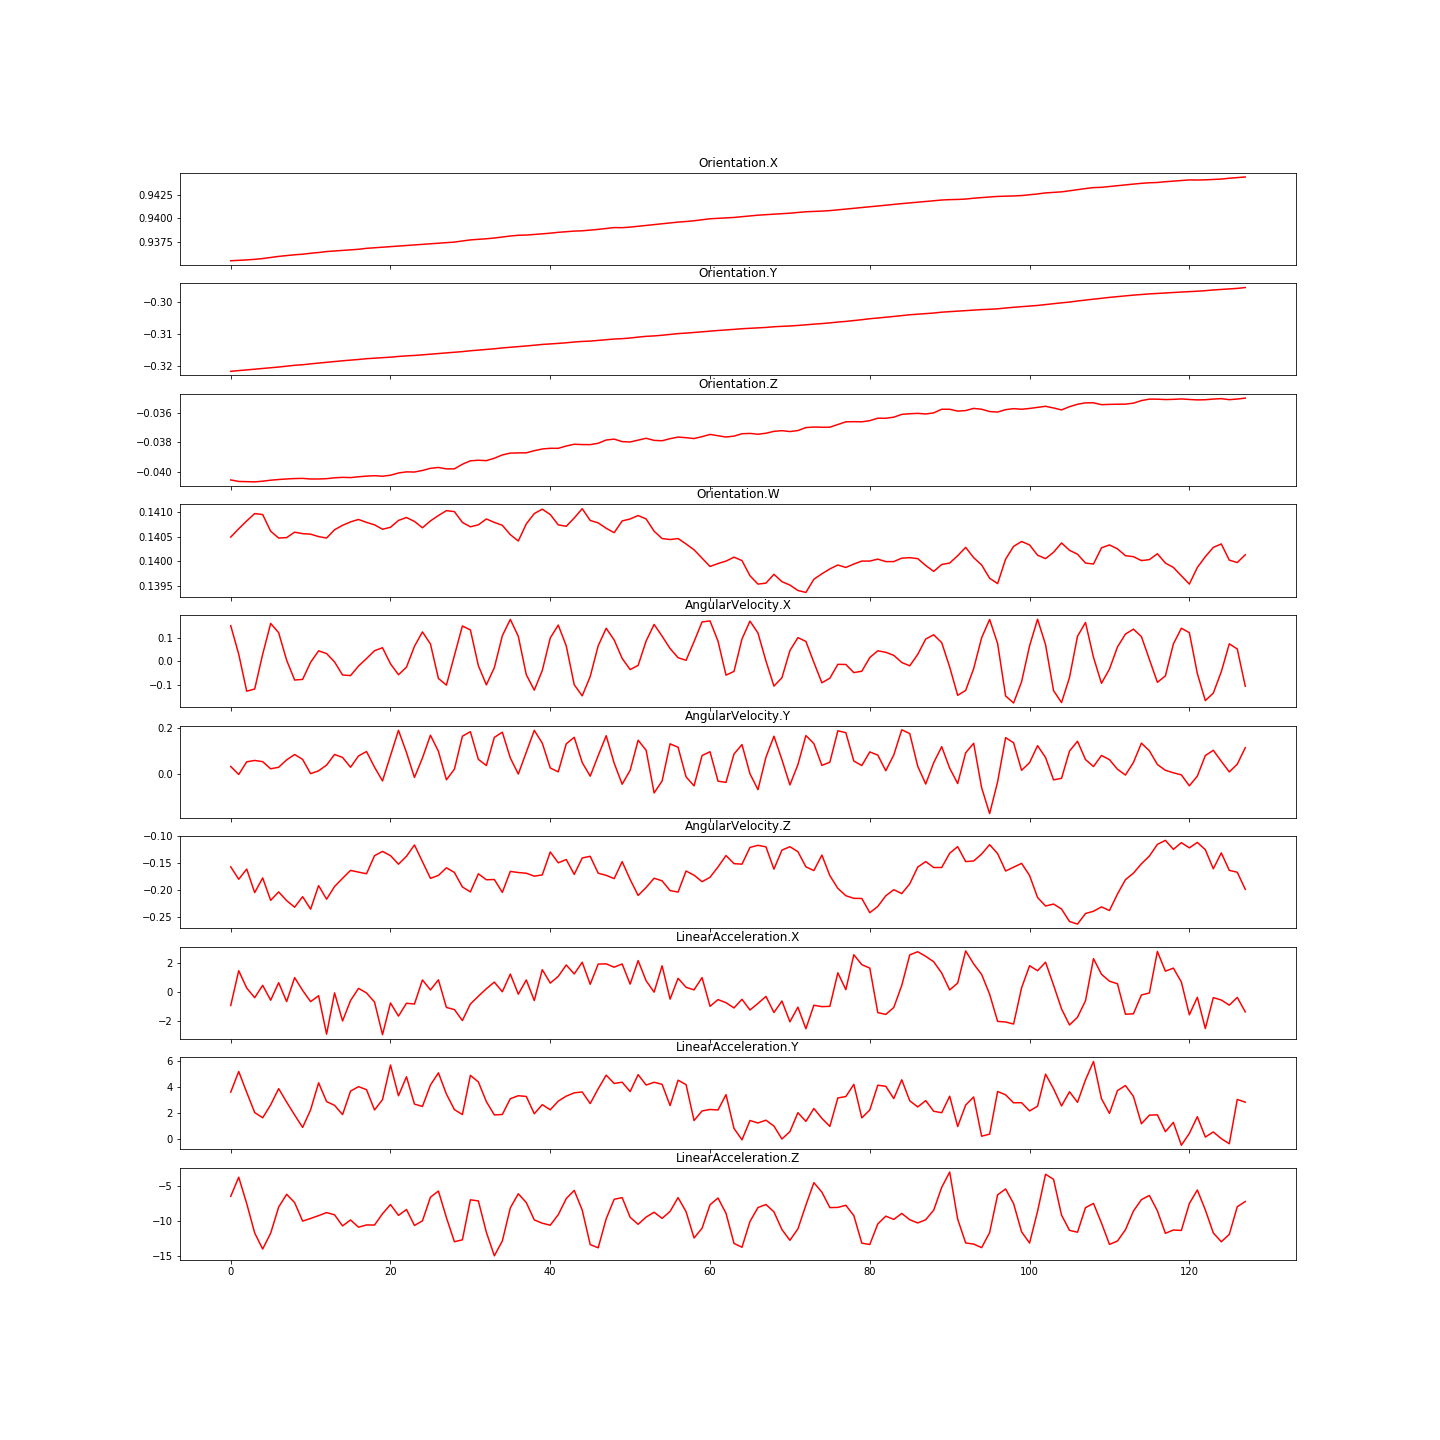 Orientation.X
0.9425
0.9400
0.9375
Orientation.Y
−0.30
−0.31
−0.32
Orientation.Z
−0.036
−0.038
−0.040
Orientation.W
0.1410
0.1405
0.1400
0.1395
AngularVelocity.X
0.1
0.0
−0.1
AngularVelocity.Y
0.2
0.0
AngularVelocity.Z
−0.10
−0.15
−0.20
−0.25
LinearAcceleration.X
2
0
−2
LinearAcceleration.Y
6
4
2
0
LinearAcceleration.Z
−5
−10
−15
0 20 40 60 80 100 120